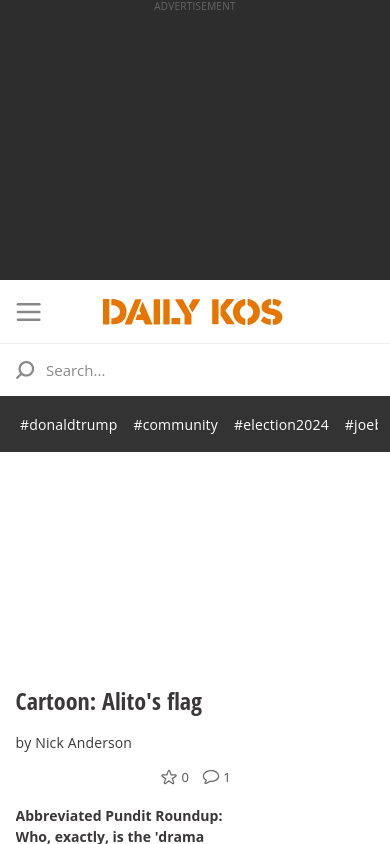 ADVERTISEMENT
DAILY KOS
Search...
#donaldtrump #community #election2024 #joeb
Cartoon: Alito's flag
by Nick Anderson
0 1
Abbreviated Pundit Roundup:
Who, exactly, is the 'drama